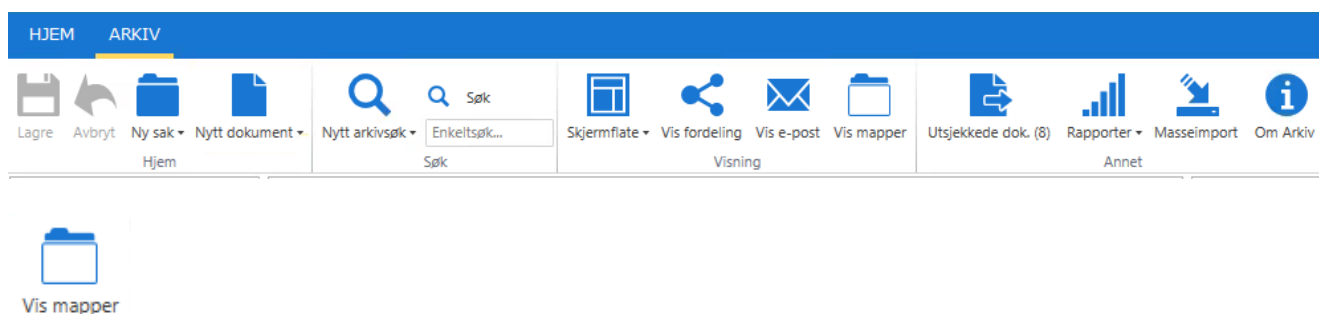 HJEM ARKIV
Lagre Avbryt Ny sak Nytt dokument Nytt arkivsøk Søk Enkeltsøk... Skjermflate Vis fordeling Vis e-post Vis mapper Utsjekkede dok. (8) Rapporter Masseimport Om Arkiv
Hjem Søk Visning Annet
Vis mapper